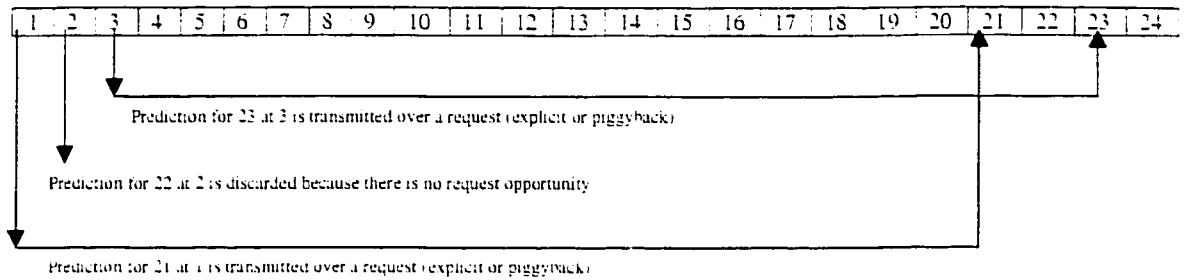 1 2 3 4 5 6 7 8 9 10 11 12 13 14 15 16 17 18 19 20 21 22 23 24
Prediction for 23 at 3 is transmitted over a request (explicit or piggyback)
Prediction for 22 at 2 is discarded because there is no request opportunity
Prediction for 21 at 1 is transmitted over a request (explicit or piggyback)